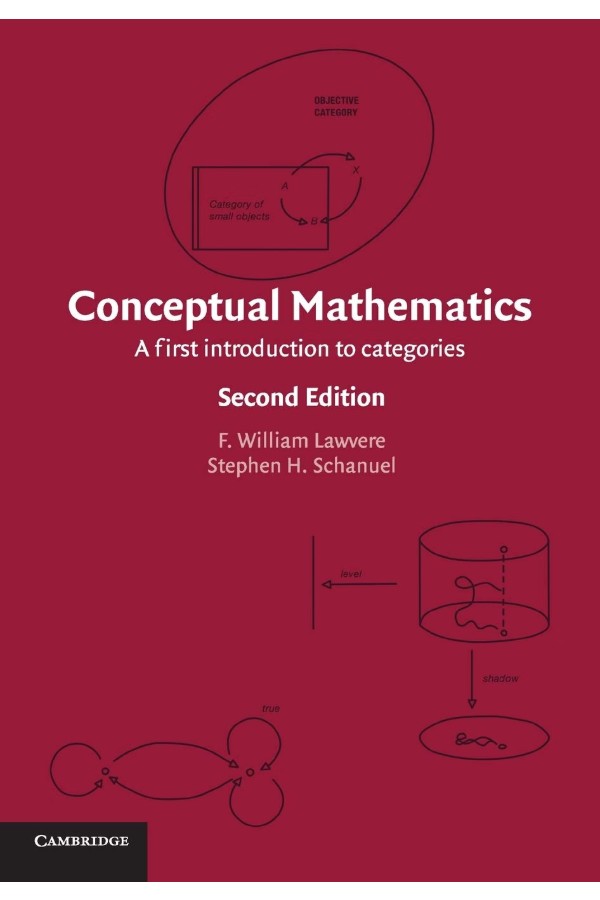 OBJECTIVE
CATEGORY
A
X
Category of
small objects
B
Conceptual Mathematics
A first introduction to categories
Second Edition
F. William Lawvere
Stephen H. Schanuel
level
shadow
true
CAMBRIDGE